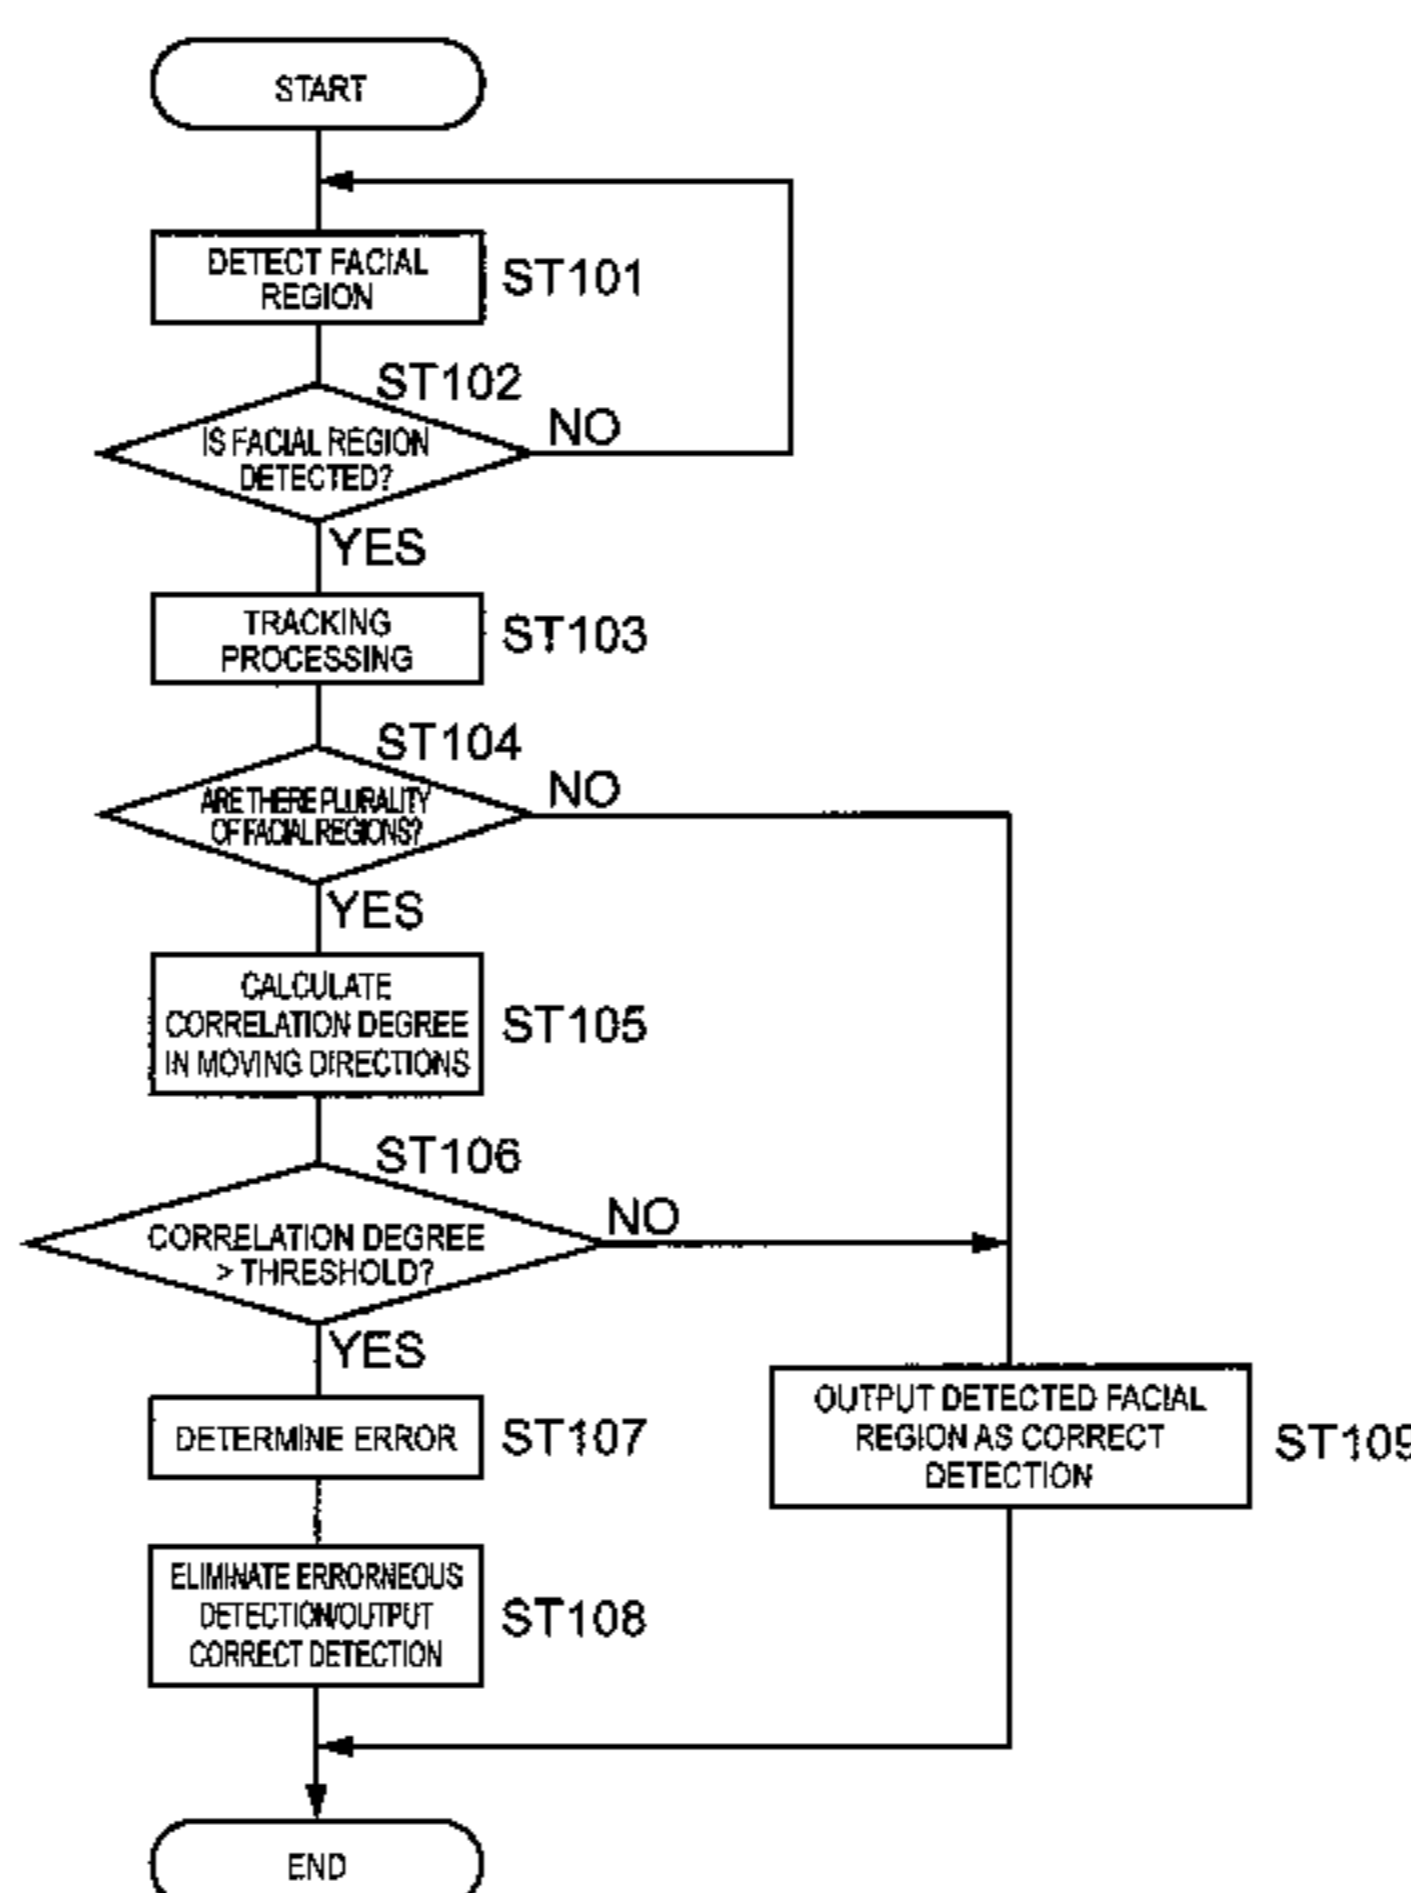 START
DETECT FACIAL
REGION
ST101
ST102
IS FACIAL REGION
DETECTED?
NO
YES
TRACKING
PROCESSING
ST103
ST104
ARE THERE PLURALITY
OF FACIAL REGIONS?
NO
YES
CALCULATE
CORRELATION DEGREE
IN MOVING DIRECTIONS
ST105
ST106
CORRELATION DEGREE
> THRESHOLD?
NO
YES
DETERMINE ERROR
ST107
OUTPUT DETECTED FACIAL
REGION AS CORRECT
DETECTION
ST109
ELIMINATE ERRORNEOUS
DETECTION/OUTPUT
CORRECT DETECTION
ST108
END